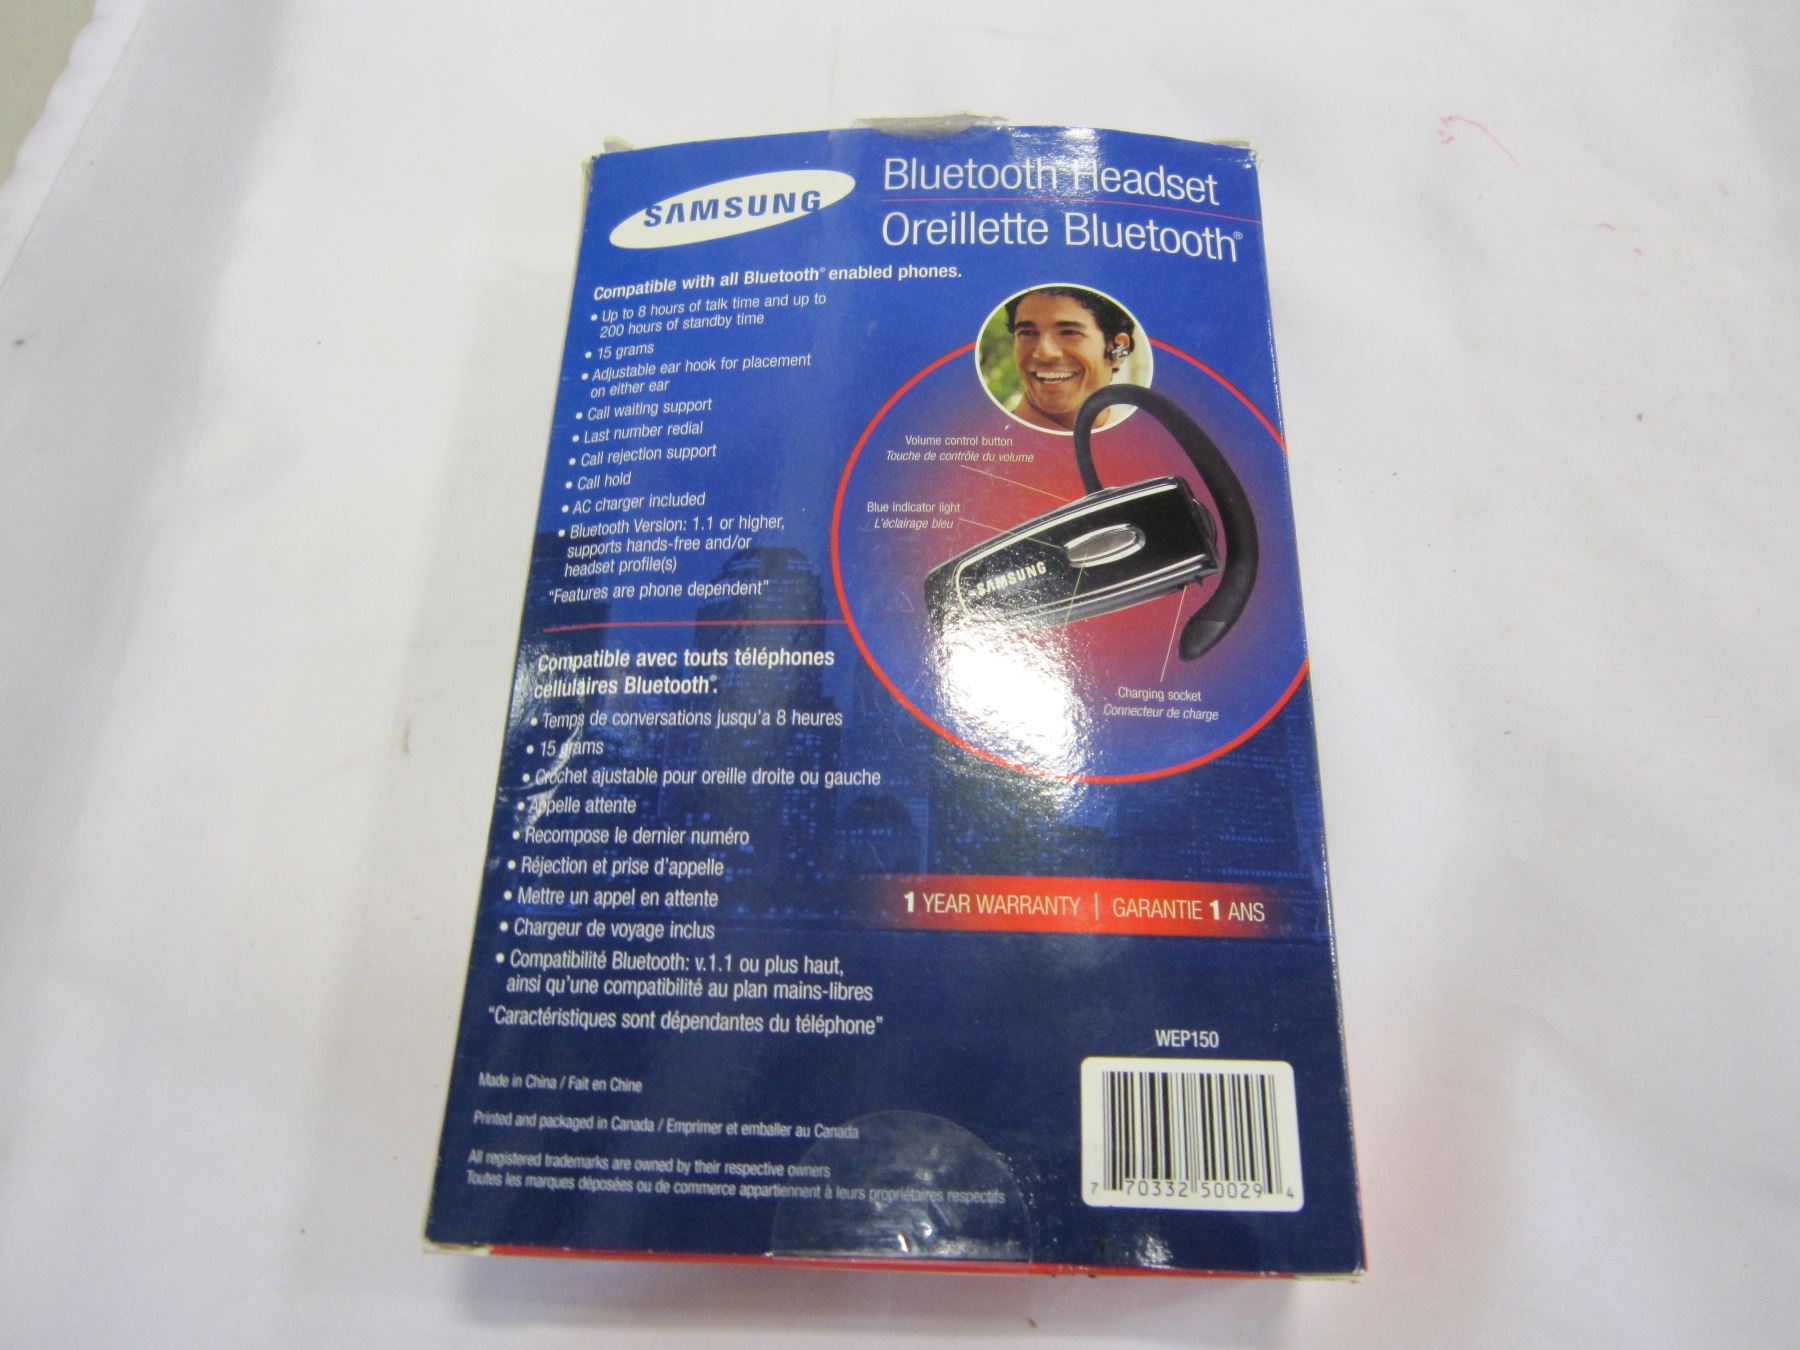 SAMSUNG
Bluetooth Headset
Oreillette Bluetooth®
Compatible with all Bluetooth® enabled phones.
• Up to 8 hours of talk time and up to
200 hours of standby time
• 15 grams
• Adjustable ear hook for placement
on either ear
• Call waiting support
• Last number redial
• Call rejection support
• Call hold
• AC charger included
• Bluetooth Version: 1.1 or higher,
supports hands-free and/or
headset profile(s)
"Features are phone dependent"
Volume control button
Touche de contrôle du volume
Blue indicator light
L'éclairage bleu
SAMSUNG
Charging socket
Connecteur de charge
Compatible avec touts téléphones
cellulaires Bluetooth®.
• Temps de conversations jusqu'a 8 heures
• 15 grams
• Crochet ajustable pour oreille droite ou gauche
• Appelle attente
• Recompose le dernier numéro
• Réjection et prise d'appelle
• Mettre un appel en attente
• Chargeur de voyage inclus
• Compatibilité Bluetooth: v.1.1 ou plus haut,
ainsi qu'une compatibilité au plan mains-libres
"Caractéristiques sont dépendantes du téléphone"
1 YEAR WARRANTY | GARANTIE 1 ANS
Made in China / Fait en Chine
Printed and packaged in Canada / Emprimer et emballer au Canada
All registered trademarks are owned by their respective owners
Toutes les marques déposées ou de commerce appartiennent à leurs propriétaires respectifs
WEP150
7 70332 50029 4